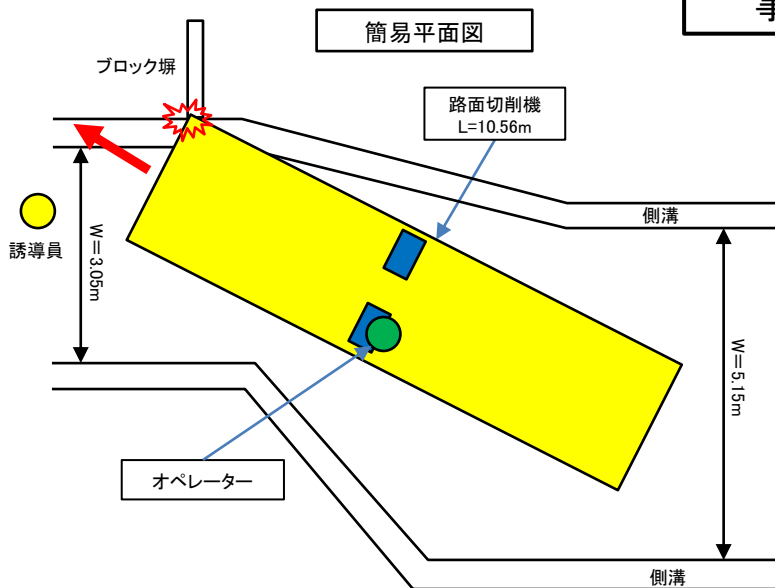 簡易平面図
ブロック塀
路面切削機
L=10.56m
側溝
誘導員
W=3.05m
W=5.15m
オペレーター
側溝